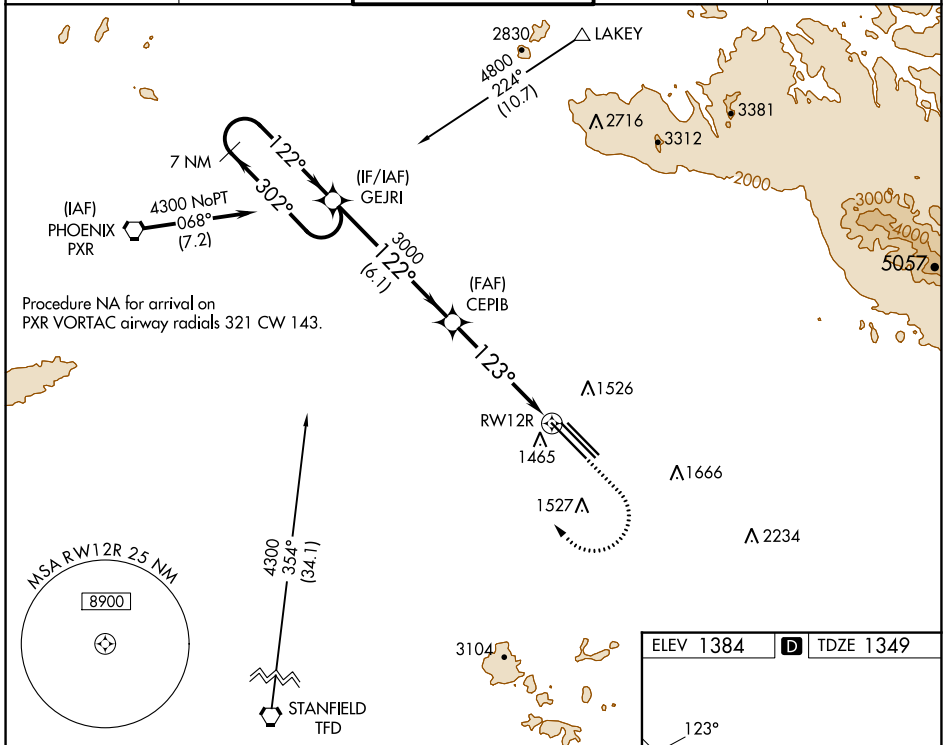 2830
LAKEY
4800
224°
(10.7)
2716
3381
3312
7 NM
122°
302°
(IF/IAF)
GEJRI
2000
3000
4000
5057
(IAF)
PHOENIX
PXR
4300 NoPT
068°
(7.2)
3000
122°
(6.1)
(FAF)
CEPIB
Procedure NA for arrival on
PXR VORTAC airway radials 321 CW 143.
123°
1526
RW12R
1465
1666
1527
2234
4300
354°
(34.1)
MSA RW12R 25 NM
8900
3104
STANFIELD
TFD
ELEV 1384 D TDZE 1349
123°